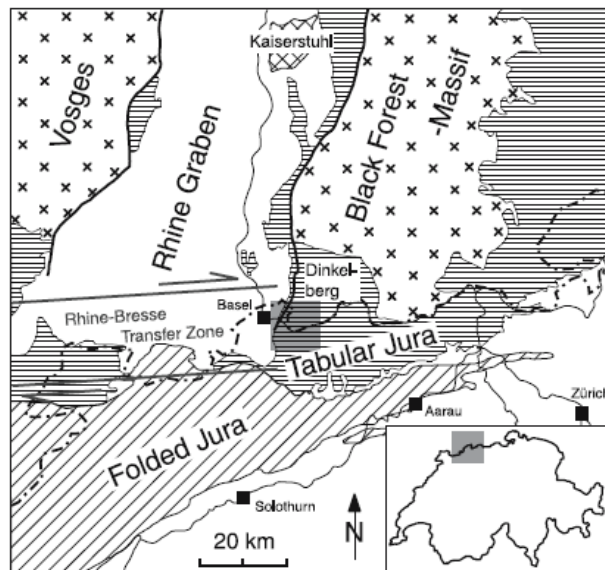 Kaiserstuhl
Vosges
Rhine Graben
Black Forest
-Massif
Dinkel-
berg
Basel
Rhine-Bresse
Transfer Zone
Tabular Jura
Folded Jura
Aarau
Zürich
Solothurn
N
20 km